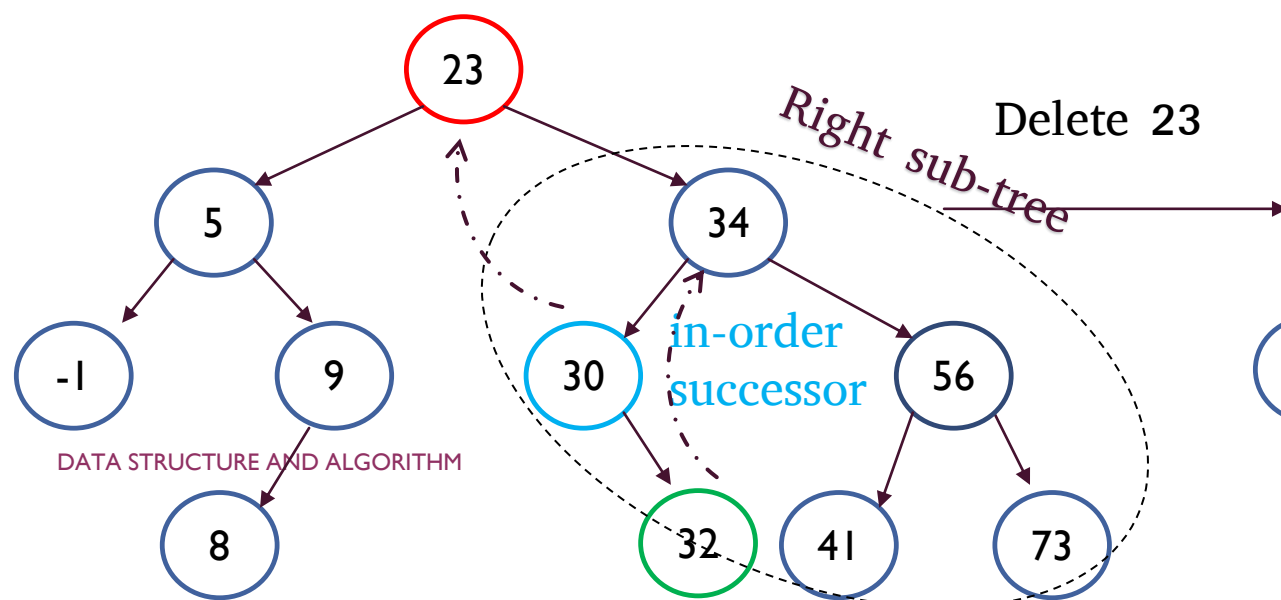 23
Right sub-tree
Delete 23
5
34
in-order
successor
-1
9
30
56
DATA STRUCTURE AND ALGORITHM
8
32
41
73